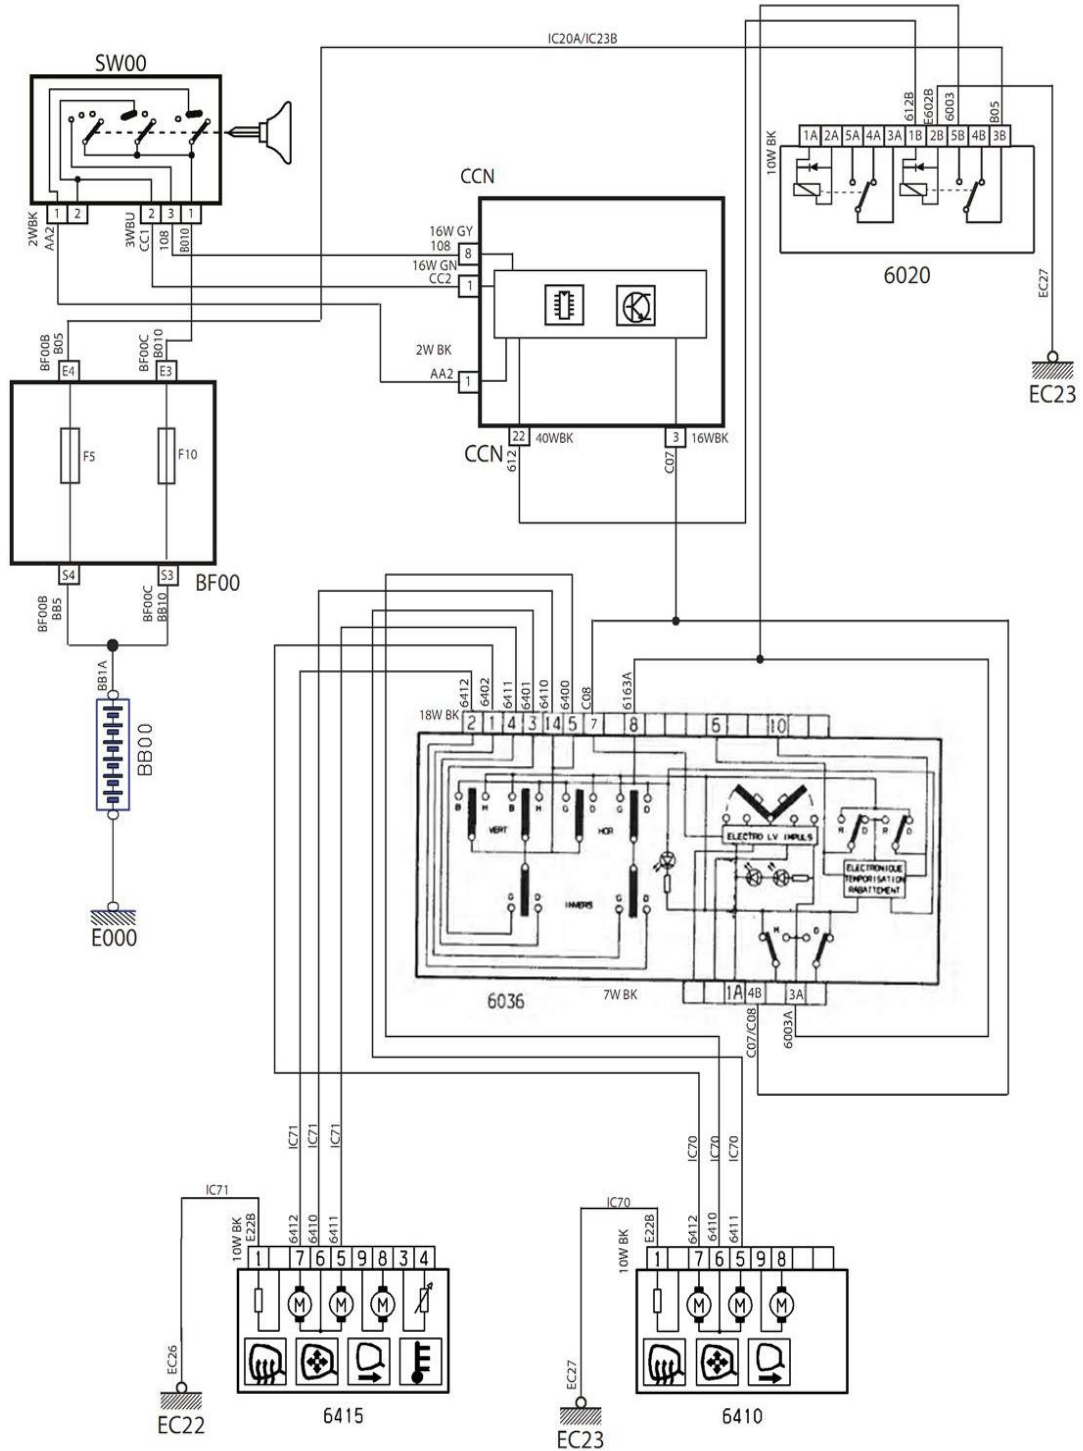 IC20A/IC23B
SW00
612B
E602B
6003
B05
10W BK
1A 2A 5A 4A 3A 1B 2B 5B 4B 3B
6020
EC27
EC23
1 2
2 3 1
2WBK
AA2
3WBU
CC1
108
B010
CCN
16W GY
108
8
16W GN
CC2
1
2W BK
AA2
1
CCN
22
40WBK
612
3
16WBK
C07
BF00B
B05
E4
BF00C
B010
E3
F5
F10
S4
S3
BF00
BF00B
BB5
BF00C
BB10
BB1A
BB00
E000
6412
6402
6411
6401
6410
6400
C08
6163A
18W BK
2 1 4 3 14 5 7 8 6 10
B H B H G D G D
VERT
HOR
ELECTRO LV IMPULS
R D R D
ELECTRONIQUE
TEMPORISATION
RABATTEMENT
G D
INVERS
G D
H D
6036
7W BK
1A 4B 3A
C07/C08
6003A
IC71
IC71
IC71
IC70
IC70
IC70
IC71
10W BK
E22B
6412
6410
6411
1 7 6 5 9 8 3 4
M M M
EC26
EC22
6415
IC70
10W BK
E22B
6412
6410
6411
1 7 6 5 9 8
M M M
EC27
EC23
6410